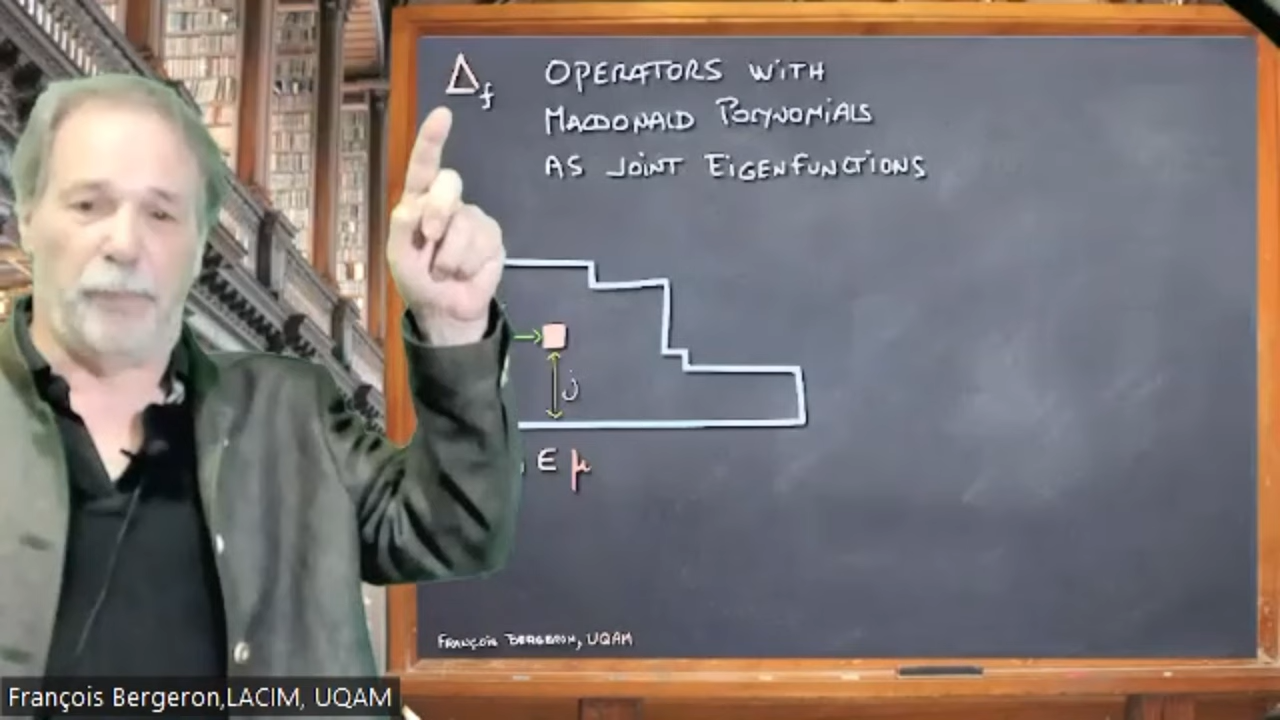 Δf OPERATORS WITH
MACDONALD POLYNOMIALS
AS JOINT EIGENFUNCTIONS
j
∈ μ
FRANÇOIS BERGERON, UQAM
François Bergeron,LACIM, UQAM